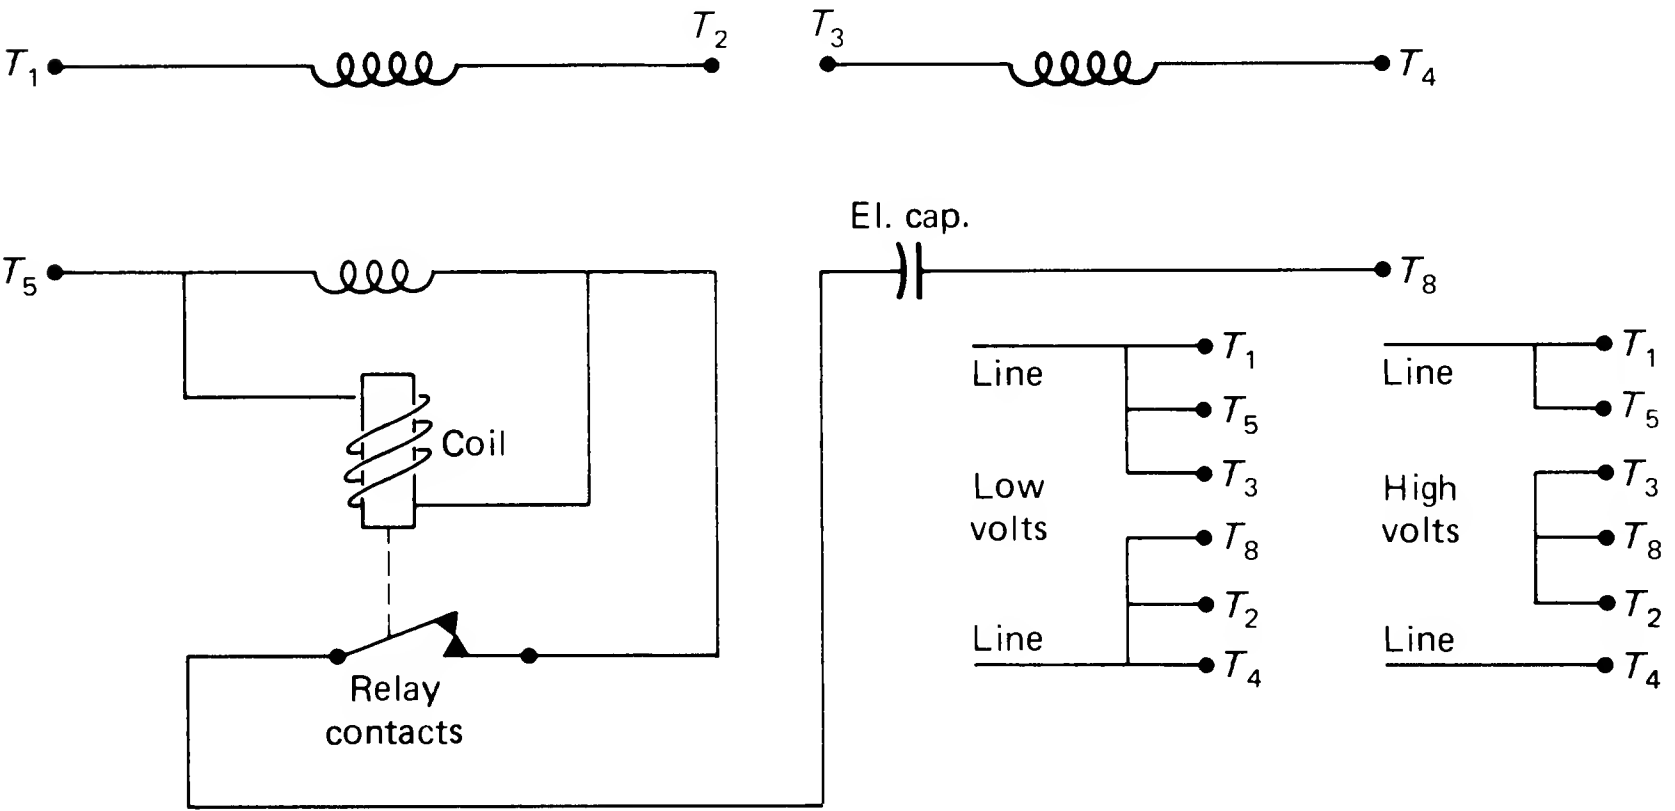 T₁
T₂
T₃
T₄
T₅
El. cap.
T₈
Coil
Relay
contacts
Line
T₁
T₅
T₃
Low
volts
T₈
T₂
Line
T₄
Line
T₁
T₅
High
volts
T₃
T₈
T₂
Line
T₄